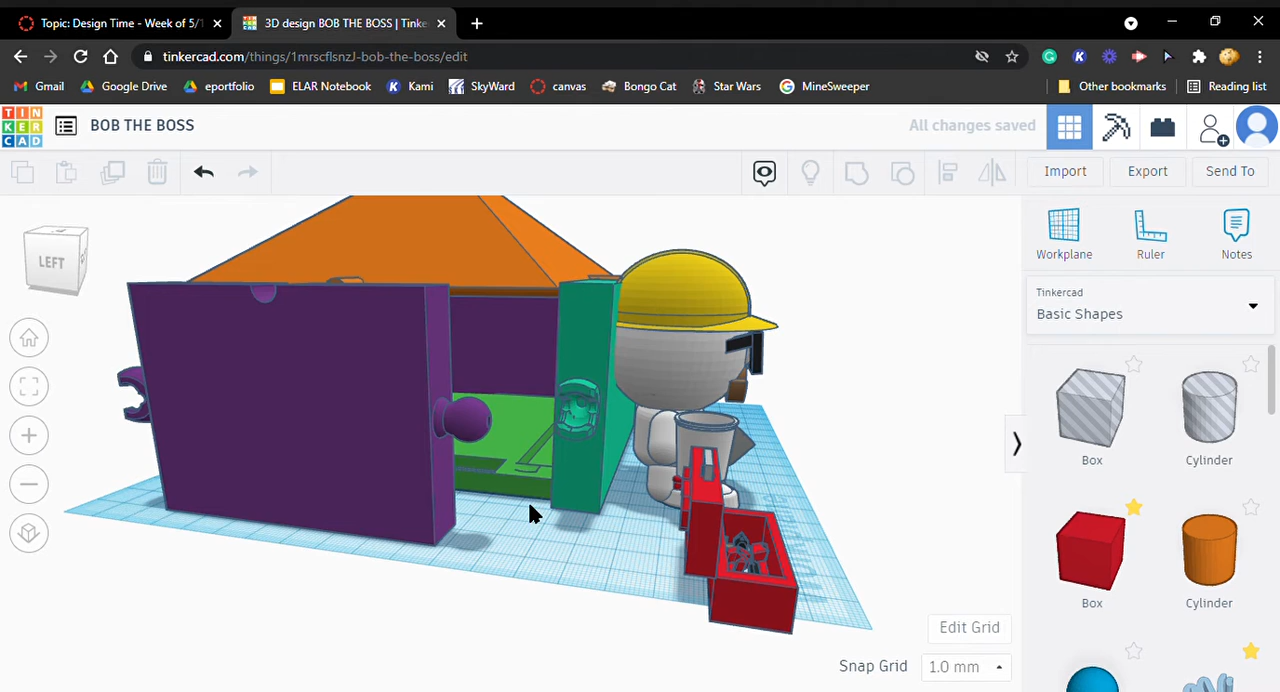 Topic: Design Time - Week of 5/1
3D design BOB THE BOSS | Tinke
tinkercad.com/things/1mrscflsnzJ-bob-the-boss/edit
Gmail Google Drive eportfolio ELAR Notebook Kami SkyWard canvas Bongo Cat Star Wars MineSweeper Other bookmarks Reading list
TIN
KER
CAD
BOB THE BOSS
All changes saved
Import Export Send To
LEFT
Workplane Ruler Notes
Tinkercad
Basic Shapes
Box Cylinder
Box Cylinder
Edit Grid
Snap Grid 1.0 mm